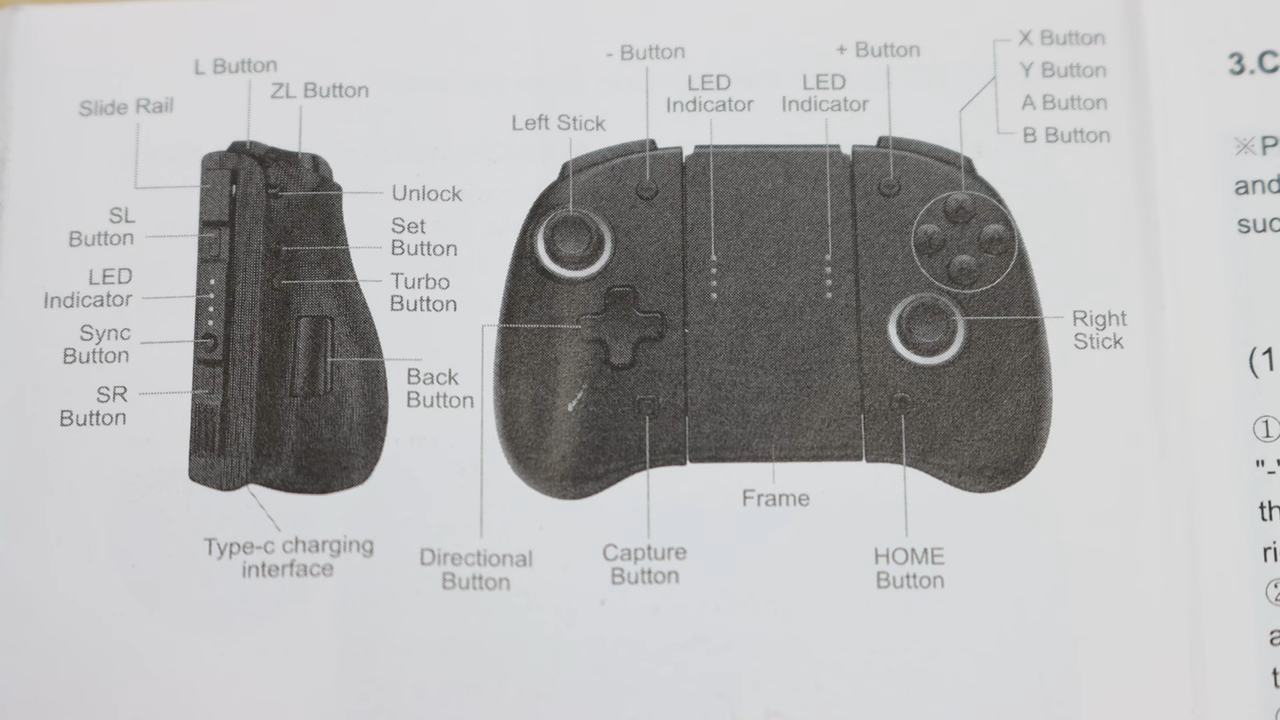 L Button
ZL Button
Slide Rail
SL
Button
LED
Indicator
Sync
Button
SR
Button
Unlock
Set
Button
Turbo
Button
Back
Button
Type-c charging
interface
- Button
LED
Indicator
LED
Indicator
+ Button
Left Stick
X Button
Y Button
A Button
B Button
Right
Stick
Frame
Directional
Button
Capture
Button
HOME
Button
3.C
※P
and
suc
(1
①
"-"
th
ri
②
a
t